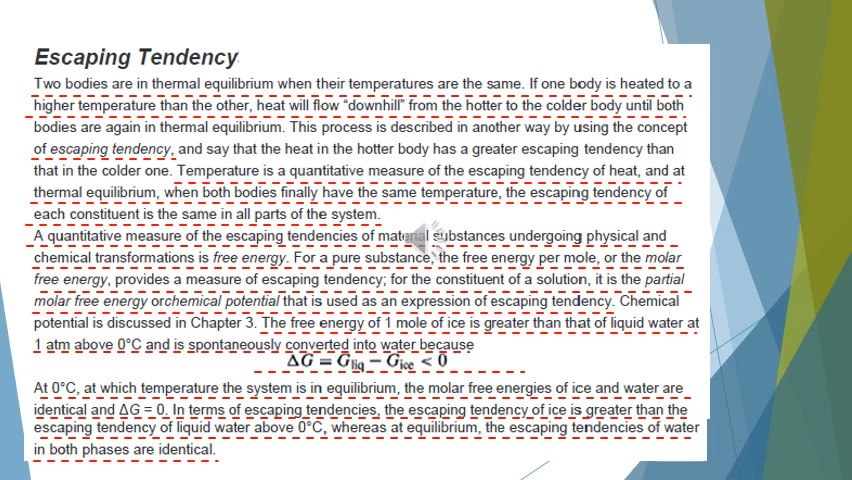 Escaping Tendency
Two bodies are in thermal equilibrium when their temperatures are the same. If one body is heated to a
higher temperature than the other, heat will flow “downhill” from the hotter to the colder body until both
bodies are again in thermal equilibrium. This process is described in another way by using the concept
of escaping tendency, and say that the heat in the hotter body has a greater escaping tendency than
that in the colder one. Temperature is a quantitative measure of the escaping tendency of heat, and at
thermal equilibrium, when both bodies finally have the same temperature, the escaping tendency of
each constituent is the same in all parts of the system.
A quantitative measure of the escaping tendencies of material substances undergoing physical and
chemical transformations is free energy. For a pure substance, the free energy per mole, or the molar
free energy, provides a measure of escaping tendency; for the constituent of a solution, it is the partial
molar free energy orchemical potential that is used as an expression of escaping tendency. Chemical
potential is discussed in Chapter 3. The free energy of 1 mole of ice is greater than that of liquid water at
1 atm above 0°C and is spontaneously converted into water because
ΔG = Gliq − Gice < 0
At 0°C, at which temperature the system is in equilibrium, the molar free energies of ice and water are
identical and ΔG = 0. In terms of escaping tendencies, the escaping tendency of ice is greater than the
escaping tendency of liquid water above 0°C, whereas at equilibrium, the escaping tendencies of water
in both phases are identical.